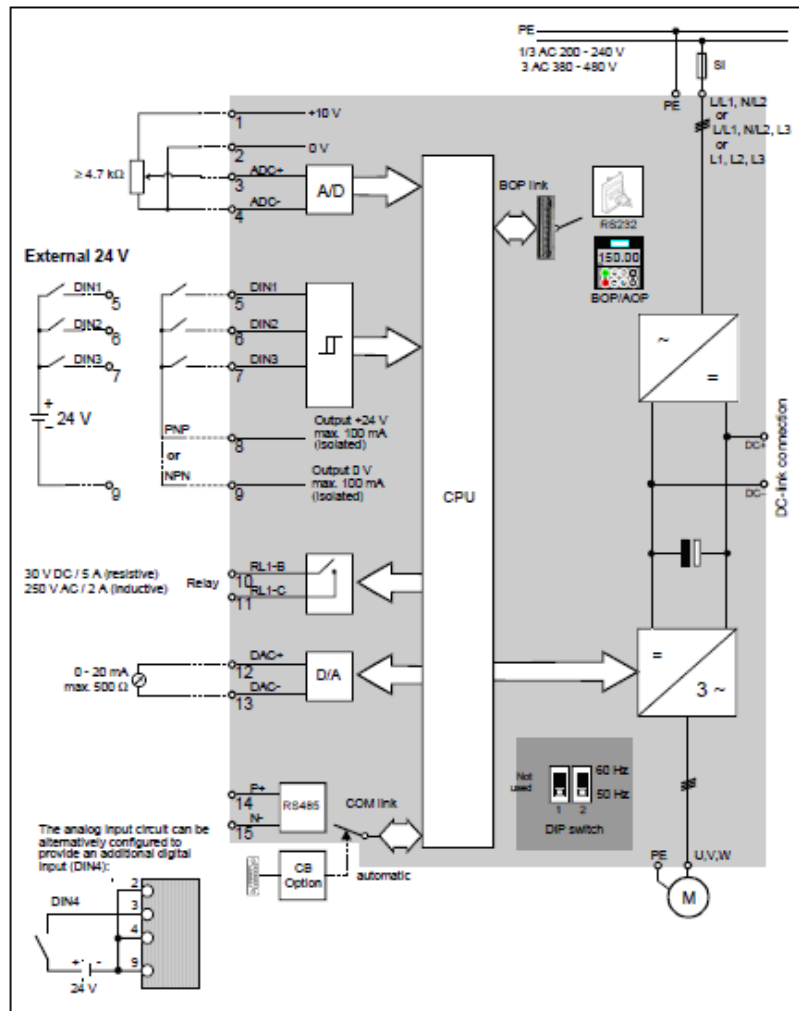 PE
1/3 AC 200 - 240 V
3 AC 380 - 480 V
SI
PE
L/L1, N/L2
or
L/L1, N/L2, L3
or
L1, L2, L3
1
+10 V
2
0 V
≥ 4.7 kΩ
3
ADC+
4
ADC-
A/D
BOP link
RS232
150.00
BOP/AOP
External 24 V
DIN1
5
DIN2
6
DIN3
7
+
-
24 V
9
DIN1
5
DIN2
6
DIN3
7
PNP
8
or
NPN
9
Output +24 V
max. 100 mA
(isolated)
Output 0 V
max. 100 mA
(isolated)
CPU
~
=
DC+
DC-
DC-link connection
30 V DC / 5 A (resistive)
250 V AC / 2 A (inductive)
Relay
RL1-B
10
RL1-C
11
0 - 20 mA
max. 500 Ω
DAC+
12
DAC-
13
D/A
=
3 ~
Not
used
1
2
60 Hz
50 Hz
DIP switch
P+
14
N-
15
RS485
COM link
CB
Option
automatic
PE
U,V,W
M
The analog input circuit can be
alternatively configured to
provide an additional digital
input (DIN4):
DIN4
2
3
4
9
+
-
24 V